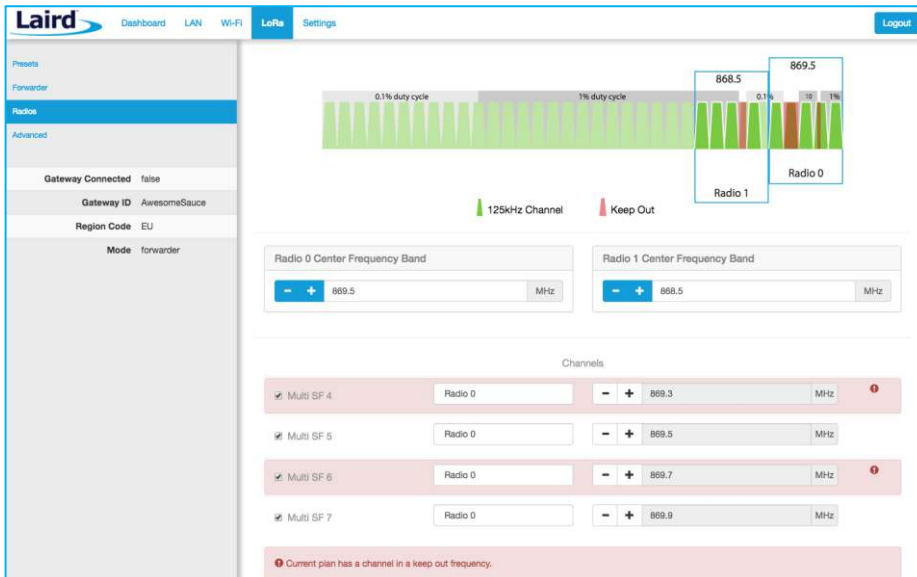 Laird
Dashboard LAN Wi-Fi LoRa Settings Logout
Presets
Forwarder
Radios
Advanced
Gateway Connected false
Gateway ID AwesomeSauce
Region Code EU
Mode forwarder
869.5
868.5
0.1% duty cycle 1% duty cycle 0.1% 10 1%
Radio 0
Radio 1
125kHz Channel Keep Out
Radio 0 Center Frequency Band Radio 1 Center Frequency Band
- + 869.5 MHz - + 868.5 MHz
Channels
Multi SF 4 Radio 0 - + 869.3 MHz
Multi SF 5 Radio 0 - + 869.5 MHz
Multi SF 6 Radio 0 - + 869.7 MHz
Multi SF 7 Radio 0 - + 869.9 MHz
Current plan has a channel in a keep out frequency.